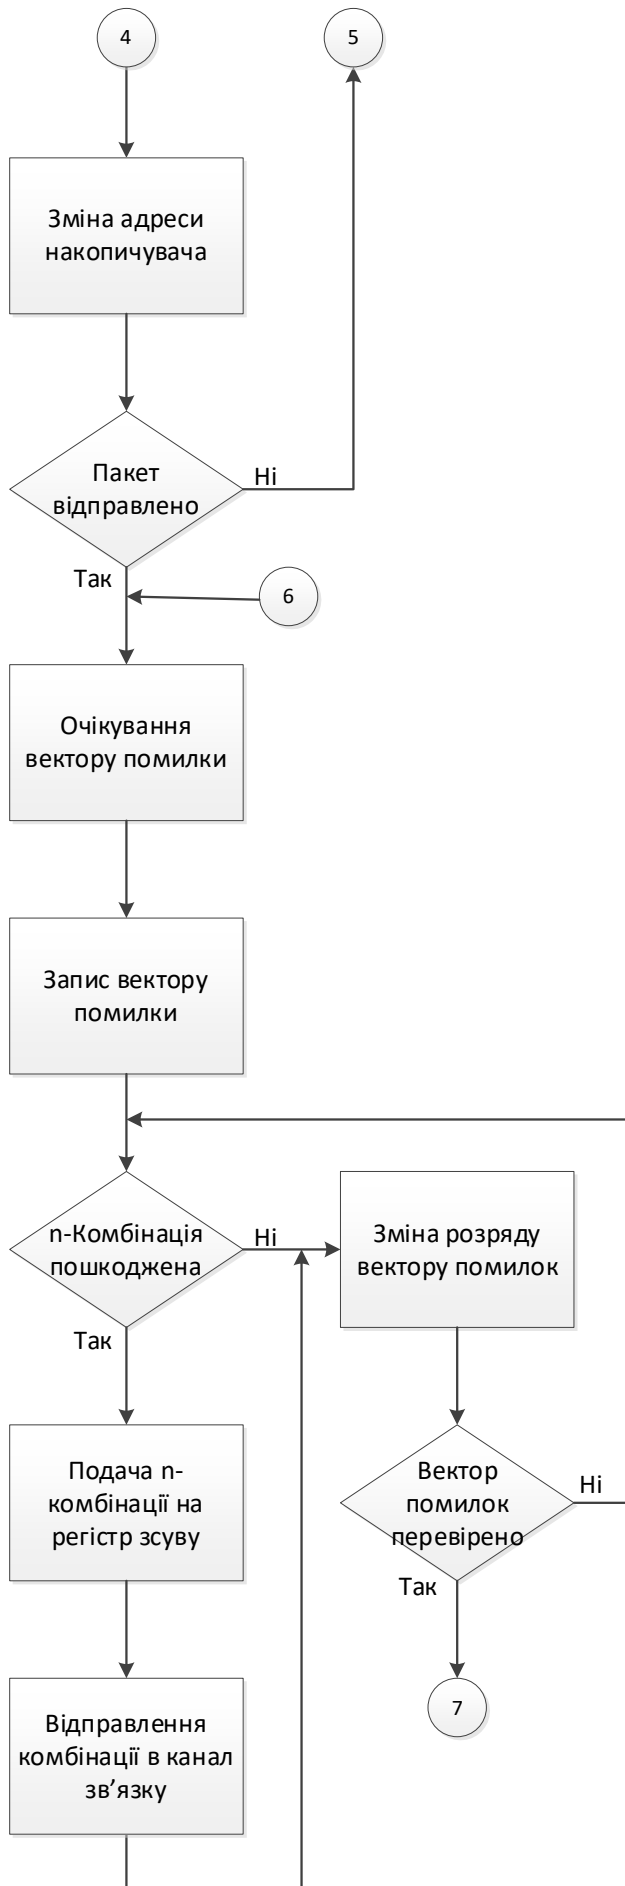 4
5
Зміна адреси
накопичувача
Пакет
відправлено
Ні
Так
6
Очікування
вектору помилки
Запис вектору
помилки
n-Комбінація
пошкоджена
Ні
Так
Зміна розряду
вектору помилок
Подача n-
комбінації на
регістр зсуву
Вектор
помилок
перевірено
Ні
Так
7
Відправлення
комбінації в канал
зв’язку